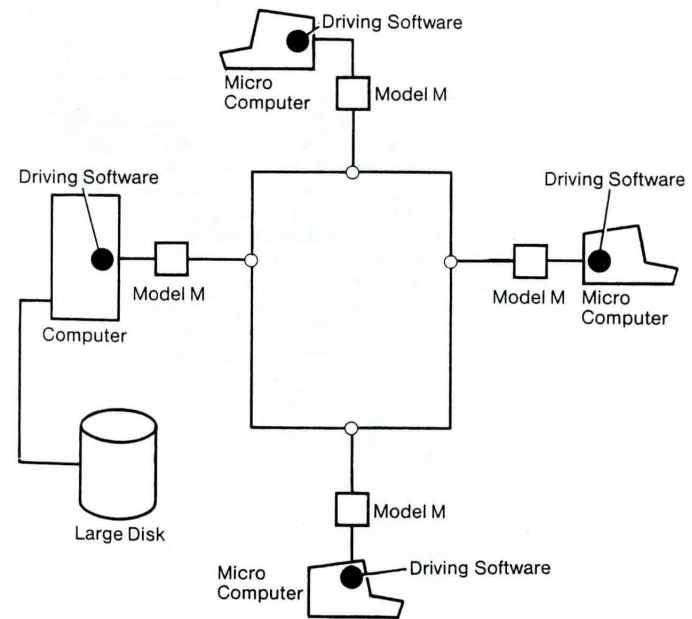 Driving Software
Micro
Computer
Model M
Driving Software
Model M
Computer
Driving Software
Model M
Micro
Computer
Large Disk
Model M
Micro
Computer
Driving Software